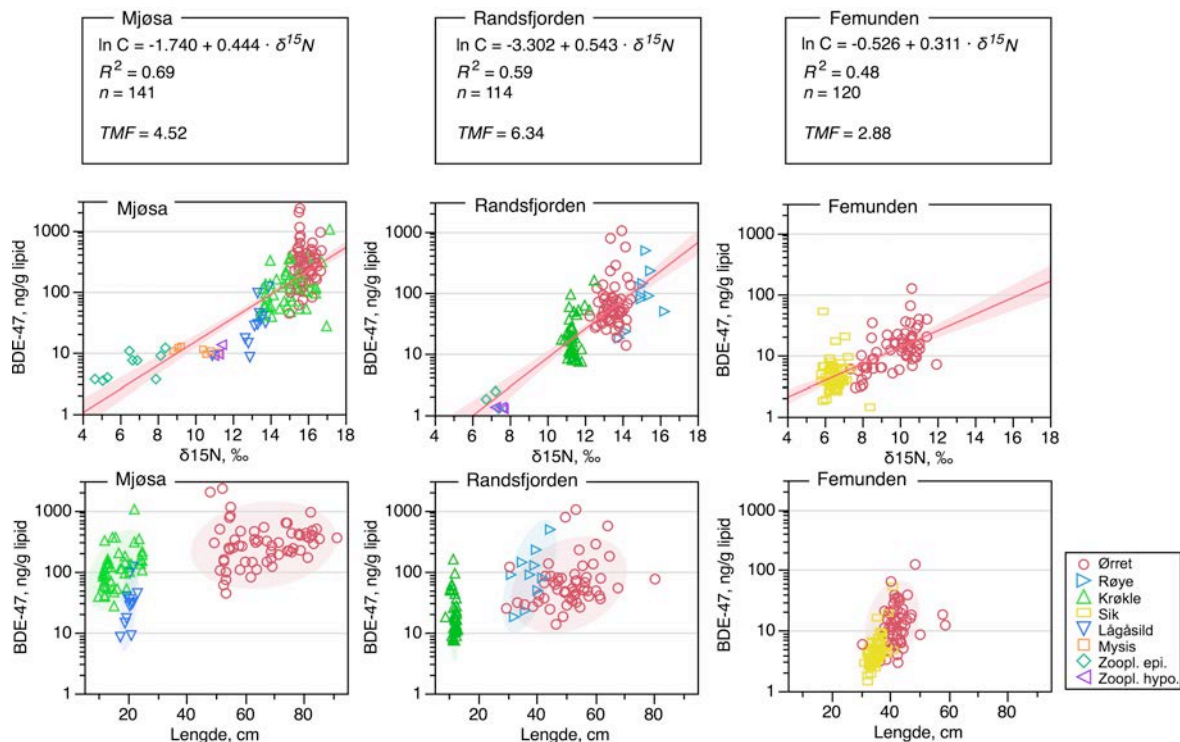 Mjøsa
ln C = -1.740 + 0.444 · δ15N
R2 = 0.69
n = 141
TMF = 4.52
Randsfjorden
ln C = -3.302 + 0.543 · δ15N
R2 = 0.59
n = 114
TMF = 6.34
Femunden
ln C = -0.526 + 0.311 · δ15N
R2 = 0.48
n = 120
TMF = 2.88
Mjøsa
BDE-47, ng/g lipid
1000
100
10
1
4 6 8 10 12 14 16 18
δ15N, ‰
Randsfjorden
BDE-47, ng/g lipid
1000
100
10
1
4 6 8 10 12 14 16 18
δ15N, ‰
Femunden
BDE-47, ng/g lipid
1000
100
10
1
4 6 8 10 12 14 16 18
δ15N, ‰
Mjøsa
BDE-47, ng/g lipid
1000
100
10
1
20 40 60 80
Lengde, cm
Randsfjorden
BDE-47, ng/g lipid
1000
100
10
1
20 40 60 80
Lengde, cm
Femunden
BDE-47, ng/g lipid
1000
100
10
1
20 40 60 80
Lengde, cm
Ørret
Røye
Krøkle
Sik
Lågåsild
Mysis
Zoopl. epi.
Zoopl. hypo.